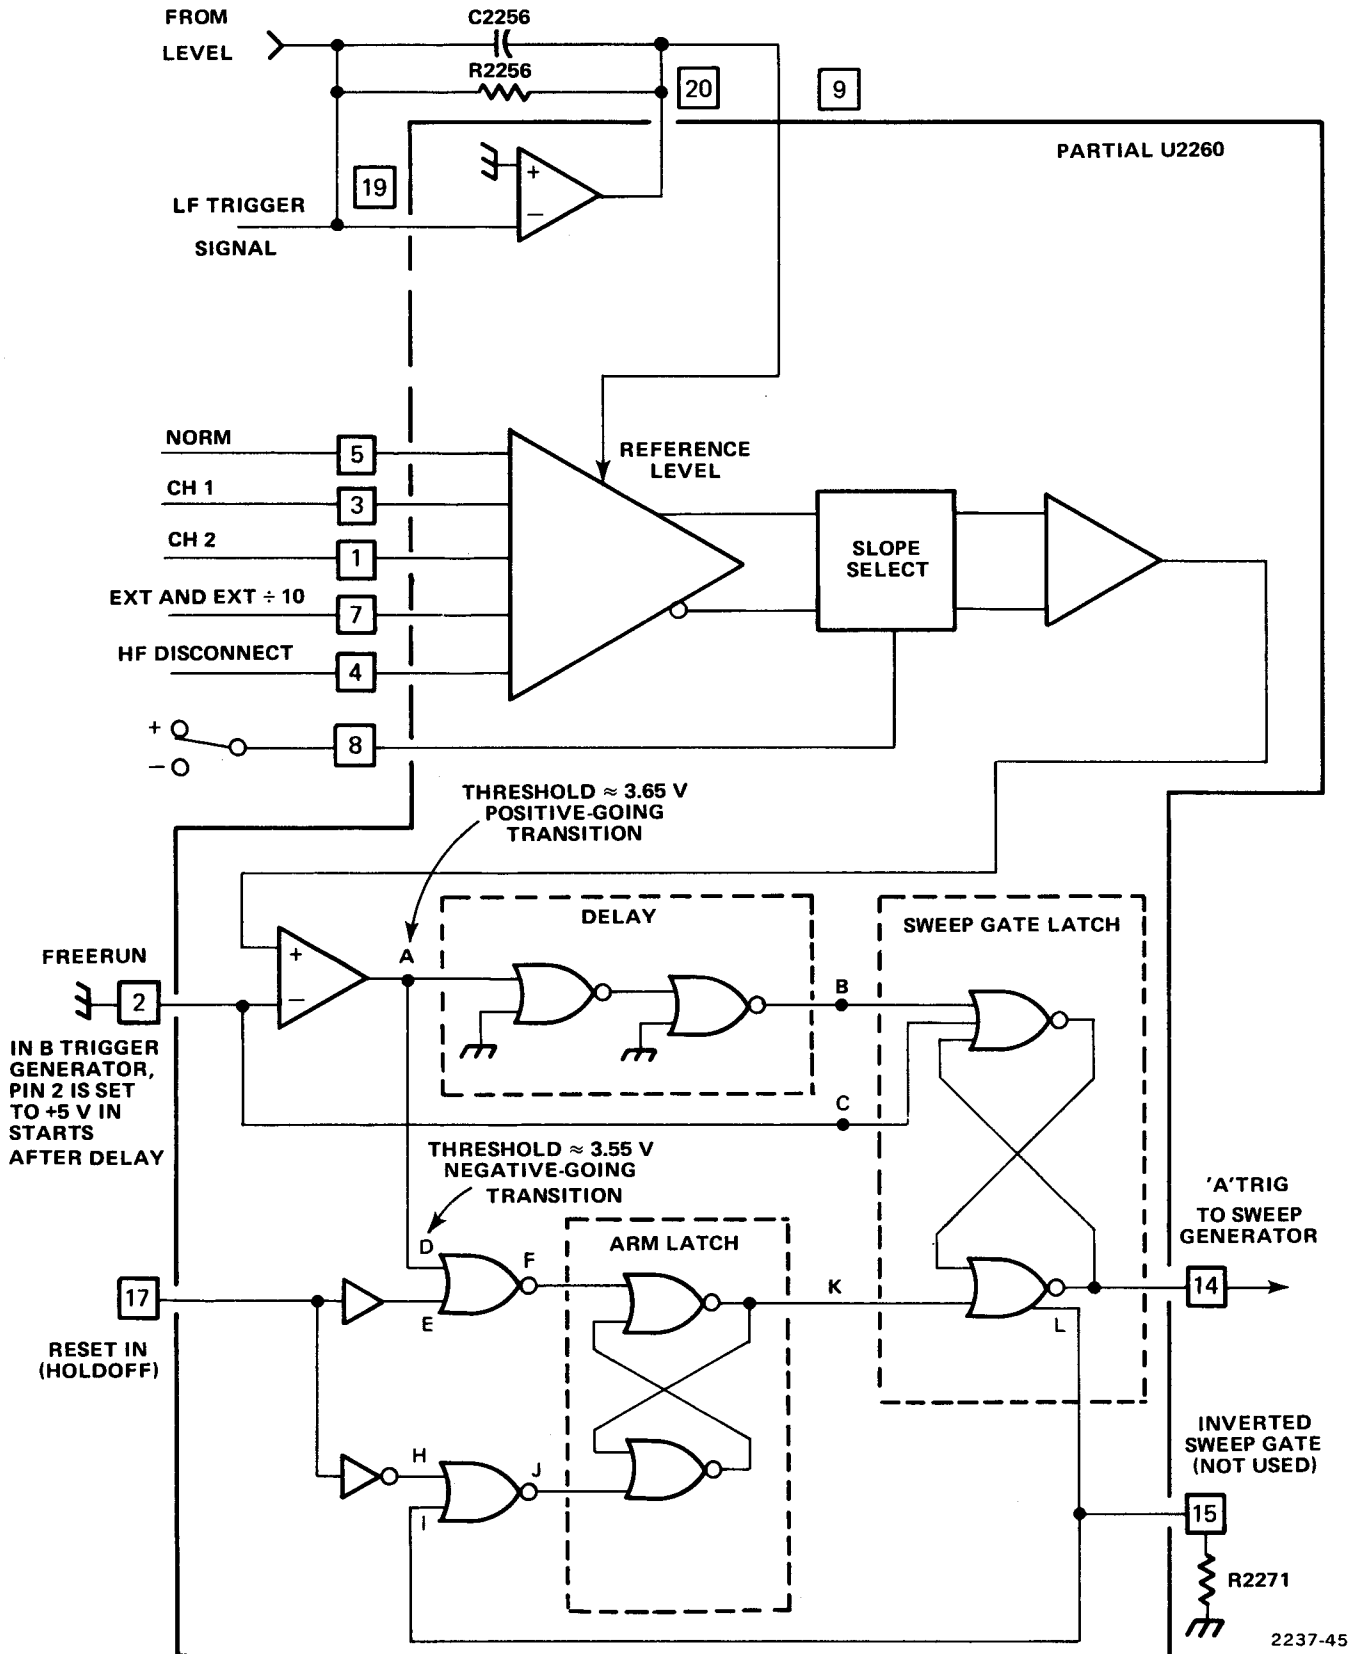 FROM
LEVEL
C2256
R2256
20
9
PARTIAL U2260
19
+
−
LF TRIGGER
SIGNAL
REFERENCE
LEVEL
NORM
5
CH 1
3
CH 2
1
EXT AND EXT ÷ 10
7
HF DISCONNECT
4
SLOPE
SELECT
+
−
8
THRESHOLD ≈ 3.65 V
POSITIVE-GOING
TRANSITION
A
DELAY
SWEEP GATE LATCH
FREERUN
2
+
−
B
IN B TRIGGER
GENERATOR,
PIN 2 IS SET
TO +5 V IN
STARTS
AFTER DELAY
C
THRESHOLD ≈ 3.55 V
NEGATIVE-GOING
TRANSITION
'A'TRIG
TO SWEEP
GENERATOR
D
F
ARM LATCH
17
E
K
14
L
RESET IN
(HOLDOFF)
H
J
I
INVERTED
SWEEP GATE
(NOT USED)
15
R2271
2237-45